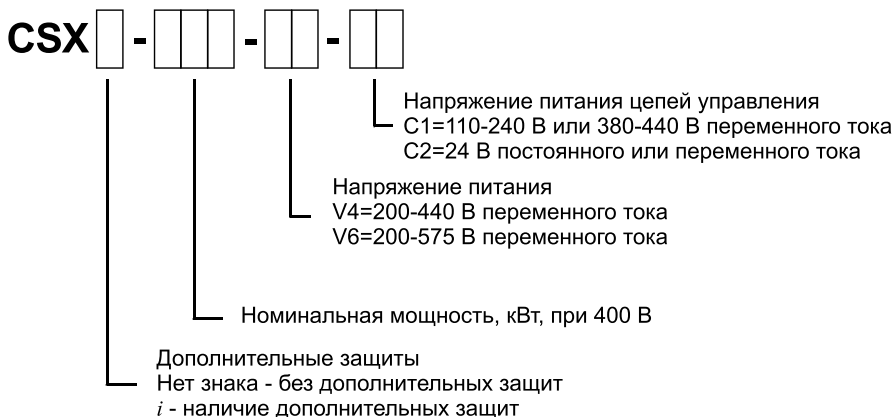 CSX - - -
Напряжение питания цепей управления
С1=110-240 В или 380-440 В переменного тока
С2=24 В постоянного или переменного тока
Напряжение питания
V4=200-440 В переменного тока
V6=200-575 В переменного тока
Номинальная мощность, кВт, при 400 В
Дополнительные защиты
Нет знака - без дополнительных защит
i - наличие дополнительных защит